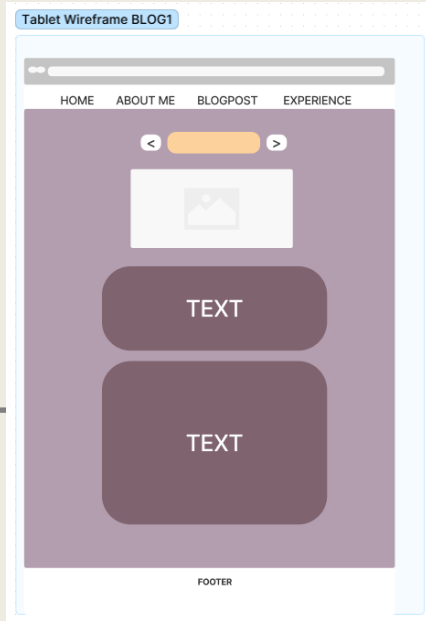 Tablet Wireframe BLOG1
HOME ABOUT ME BLOGPOST EXPERIENCE
< >
TEXT
TEXT
FOOTER